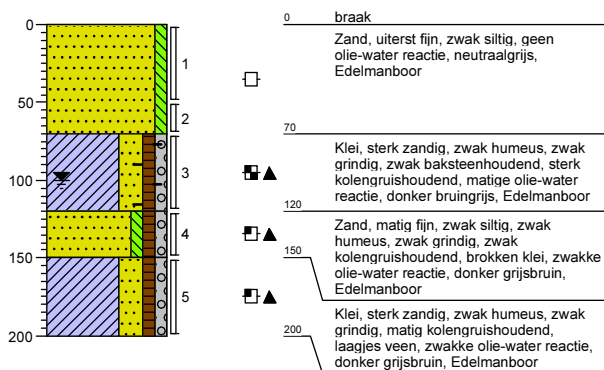 0
50
100
150
200
1
2
3
4
5
0 braak
Zand, uiterst fijn, zwak siltig, geen
olie-water reactie, neutraalgrijs,
Edelmanboor
70
Klei, sterk zandig, zwak humeus, zwak
grindig, zwak baksteenhoudend, sterk
kolengruishoudend, matige olie-water
reactie, donker bruingrijs, Edelmanboor
120
Zand, matig fijn, zwak siltig, zwak
humeus, zwak grindig, zwak
kolengruishoudend, brokken klei, zwakke
olie-water reactie, donker grijsbruin,
Edelmanboor
150
Klei, sterk zandig, zwak humeus, zwak
grindig, matig kolengruishoudend,
laagjes veen, zwakke olie-water reactie,
donker grijsbruin, Edelmanboor
200